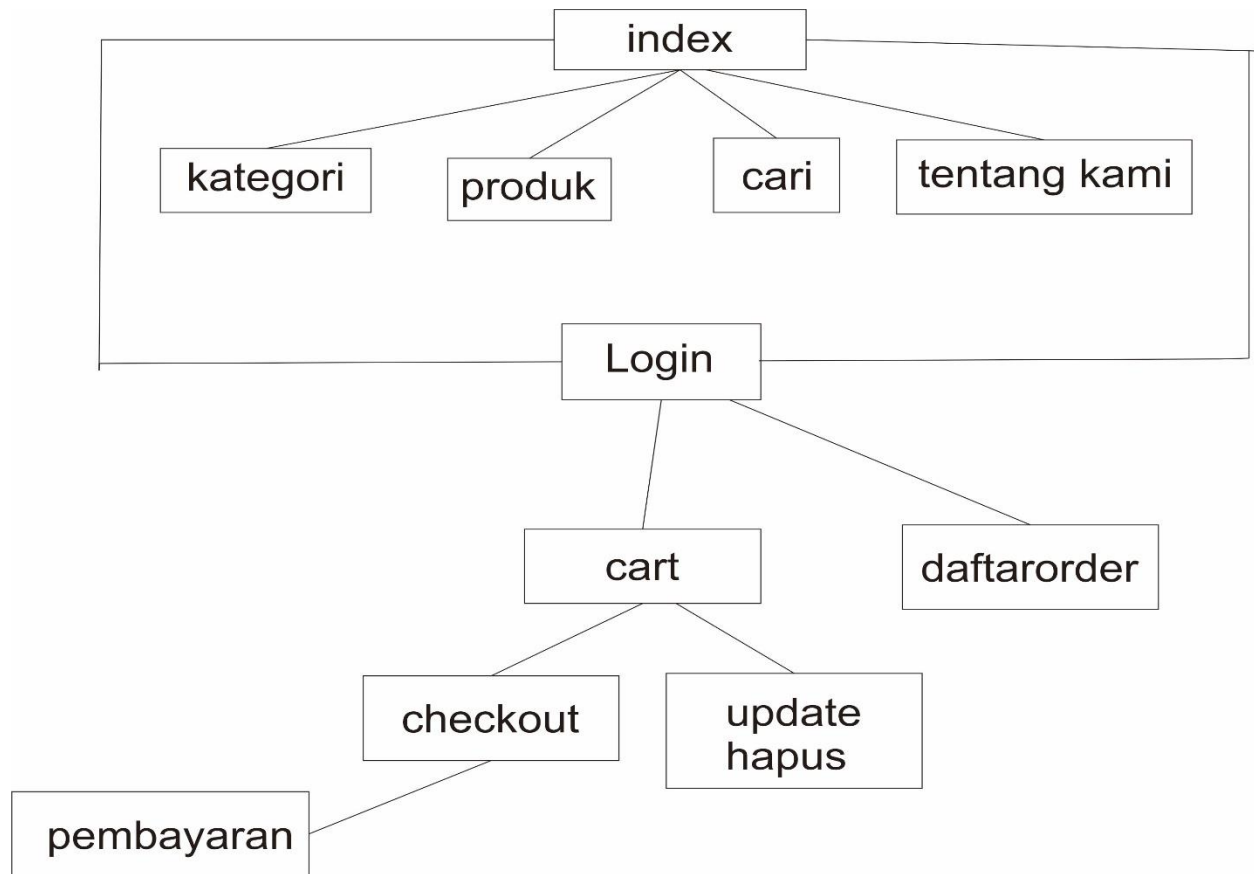 index
kategori
produk
cari
tentang kami
Login
cart
daftarorder
checkout
update
hapus
pembayaran